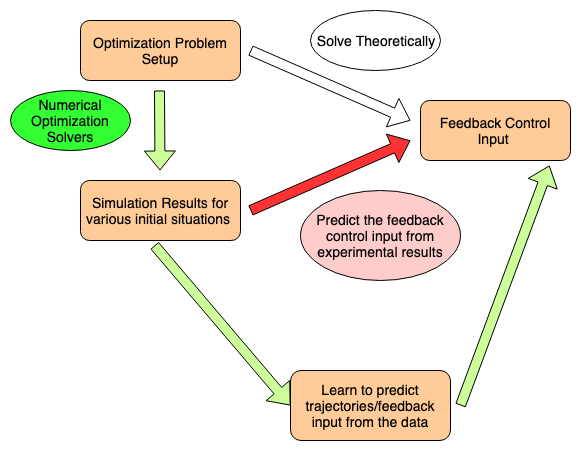 Optimization Problem
Setup
Solve Theoretically
Numerical
Optimization
Solvers
Feedback Control
Input
Simulation Results for
various initial situations
Predict the feedback
control input from
experimental results
Learn to predict
trajectories/feedback
input from the data